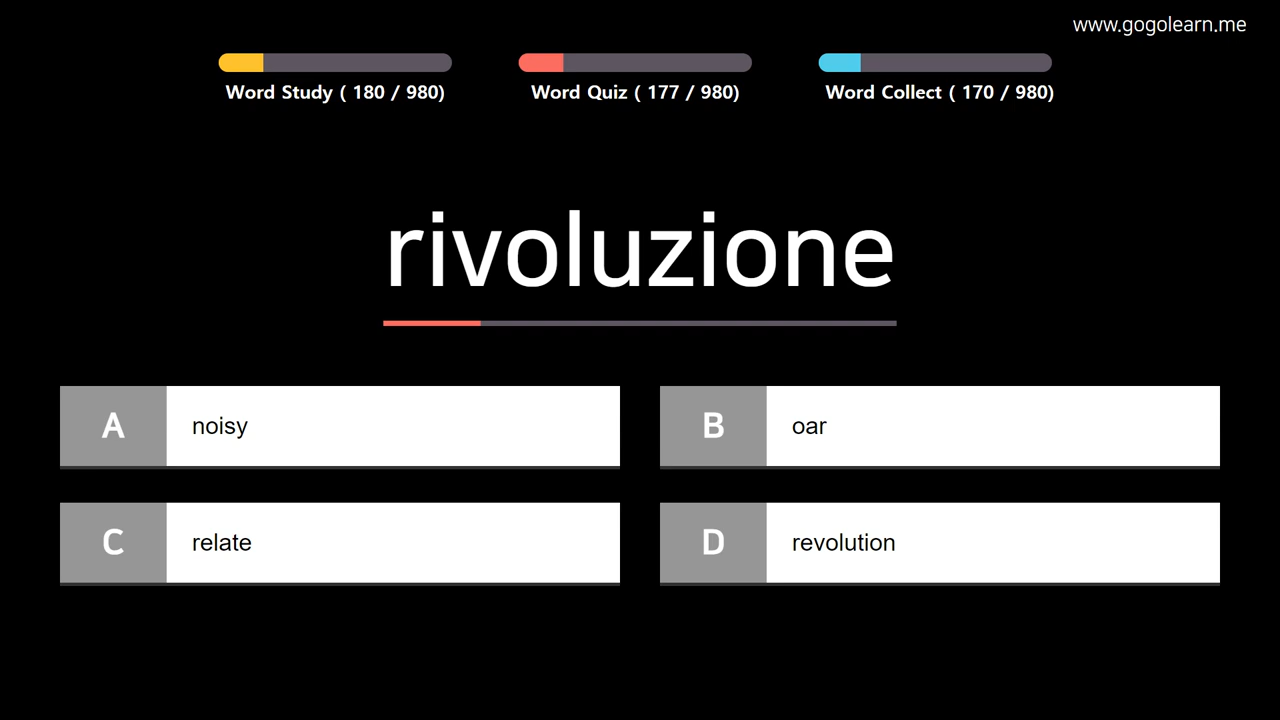 www.gogolearn.me
Word Study ( 180 / 980)
Word Quiz ( 177 / 980)
Word Collect ( 170 / 980)
rivoluzione
A noisy
B oar
C relate
D revolution